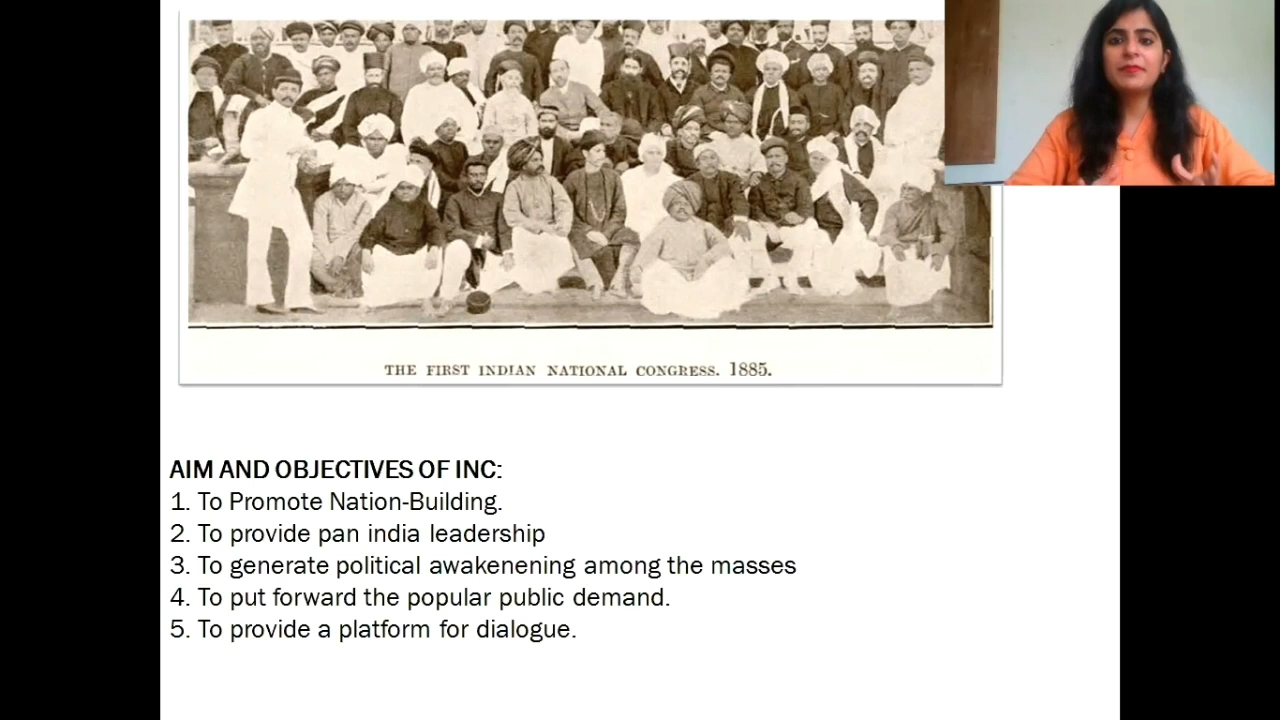 THE FIRST INDIAN NATIONAL CONGRESS. 1885.
AIM AND OBJECTIVES OF INC:
1. To Promote Nation-Building.
2. To provide pan india leadership
3. To generate political awakenening among the masses
4. To put forward the popular public demand.
5. To provide a platform for dialogue.